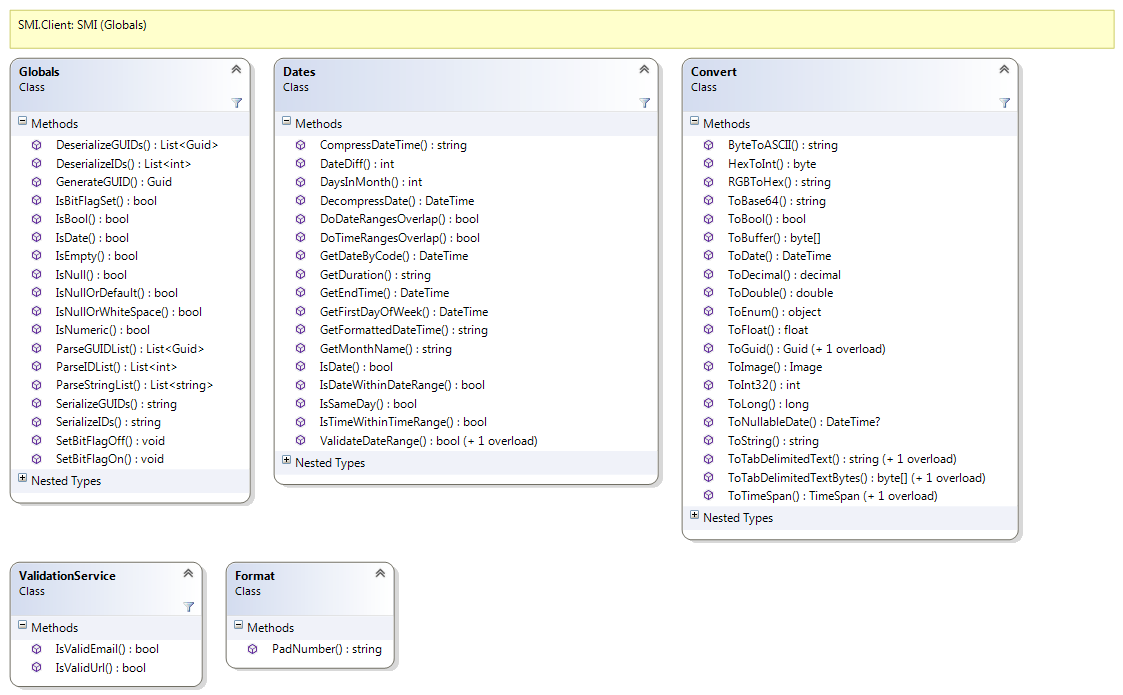 SMI.Client: SMI (Globals)
Globals
Class
Methods
DeserializeGUIDs() : List<Guid>
DeserializeIDs() : List<int>
GenerateGUID() : Guid
IsBitFlagSet() : bool
IsBool() : bool
IsDate() : bool
IsEmpty() : bool
IsNull() : bool
IsNullOrDefault() : bool
IsNullOrWhiteSpace() : bool
IsNumeric() : bool
ParseGUIDList() : List<Guid>
ParseIDList() : List<int>
ParseStringList() : List<string>
SerializeGUIDs() : string
SerializeIDs() : string
SetBitFlagOff() : void
SetBitFlagOn() : void
Nested Types
Dates
Class
Methods
CompressDateTime() : string
DateDiff() : int
DaysInMonth() : int
DecompressDate() : DateTime
DoDateRangesOverlap() : bool
DoTimeRangesOverlap() : bool
GetDateByCode() : DateTime
GetDuration() : string
GetEndTime() : DateTime
GetFirstDayOfWeek() : DateTime
GetFormattedDateTime() : string
GetMonthName() : string
IsDate() : bool
IsDateWithinDateRange() : bool
IsSameDay() : bool
IsTimeWithinTimeRange() : bool
ValidateDateRange() : bool (+ 1 overload)
Nested Types
Convert
Class
Methods
ByteToASCII() : string
HexToInt() : byte
RGBToHex() : string
ToBase64() : string
ToBool() : bool
ToBuffer() : byte[]
ToDate() : DateTime
ToDecimal() : decimal
ToDouble() : double
ToEnum() : object
ToFloat() : float
ToGuid() : Guid (+ 1 overload)
ToImage() : Image
ToInt32() : int
ToLong() : long
ToNullableDate() : DateTime?
ToString() : string
ToTabDelimitedText() : string (+ 1 overload)
ToTabDelimitedTextBytes() : byte[] (+ 1 overload)
ToTimeSpan() : TimeSpan (+ 1 overload)
Nested Types
ValidationService
Class
Methods
IsValidEmail() : bool
IsValidUrl() : bool
Format
Class
Methods
PadNumber() : string